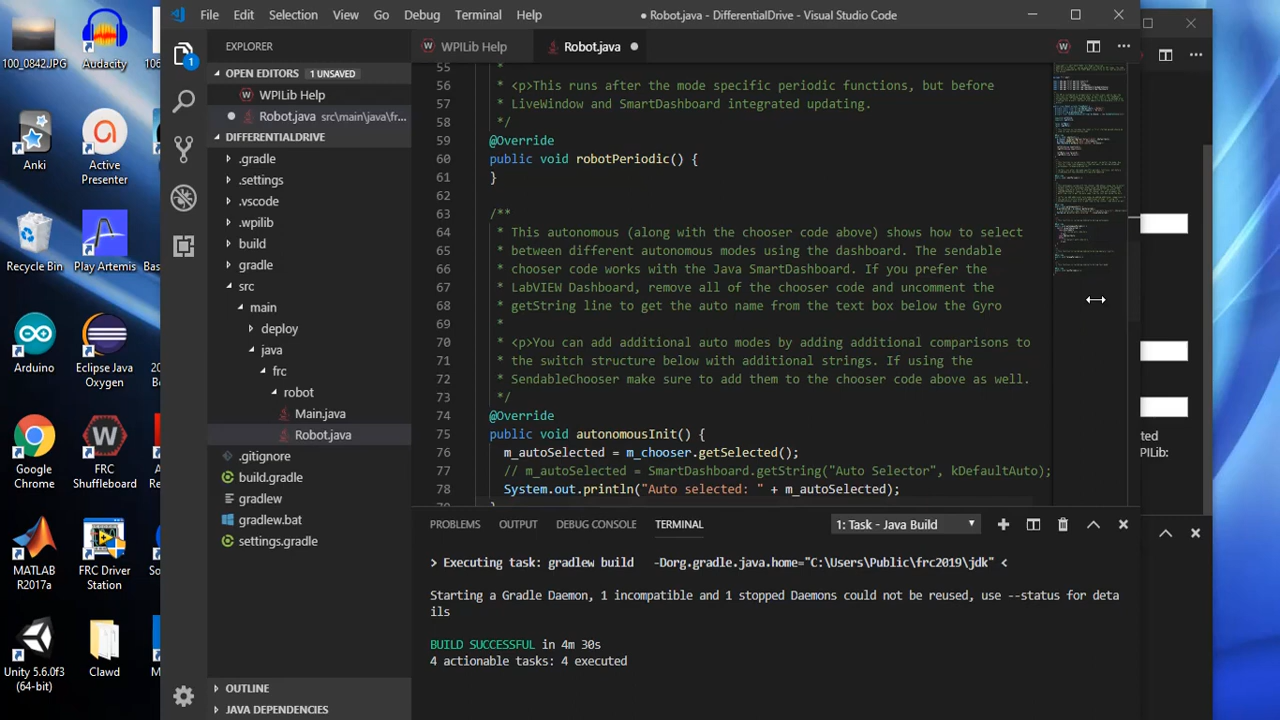 File Edit Selection View Go Debug Terminal Help
Robot.java - DifferentialDrive - Visual Studio Code
EXPLORER
WPILib Help
Robot.java
OPEN EDITORS 1 UNSAVED
WPILib Help
Robot.java src\main\java\fr...
DIFFERENTIALDRIVE
.gradle
.settings
.vscode
.wpilib
build
gradle
src
main
deploy
java
frc
robot
Main.java
Robot.java
.gitignore
build.gradle
gradlew
gradlew.bat
settings.gradle
OUTLINE
JAVA DEPENDENCIES
1
55 *
56 * <p>This runs after the mode specific periodic functions, but before
57 * LiveWindow and SmartDashboard integrated updating.
58 */
59 @Override
60 public void robotPeriodic() {
61 }
62
63 /**
64 * This autonomous (along with the chooser code above) shows how to select
65 * between different autonomous modes using the dashboard. The sendable
66 * chooser code works with the Java SmartDashboard. If you prefer the
67 * LabVIEW Dashboard, remove all of the chooser code and uncomment the
68 * getString line to get the auto name from the text box below the Gyro
69 *
70 * <p>You can add additional auto modes by adding additional comparisons to
71 * the switch structure below with additional strings. If using the
72 * SendableChooser make sure to add them to the chooser code above as well.
73 */
74 @Override
75 public void autonomousInit() {
76 m_autoSelected = m_chooser.getSelected();
77 // m_autoSelected = SmartDashboard.getString("Auto Selector", kDefaultAuto);
78 System.out.println("Auto selected: " + m_autoSelected);
PROBLEMS OUTPUT DEBUG CONSOLE TERMINAL
1: Task - Java Build
> Executing task: gradlew build -Dorg.gradle.java.home="C:\Users\Public\frc2019\jdk" <
Starting a Gradle Daemon, 1 incompatible and 1 stopped Daemons could not be reused, use --status for deta
ils
BUILD SUCCESSFUL in 4m 30s
4 actionable tasks: 4 executed
100_0842.JPG
Audacity
Anki
Active
Presenter
Recycle Bin
Play Artemis
Arduino
Eclipse Java
Oxygen
Google
Chrome
FRC
Shuffleboard
MATLAB
R2017a
FRC Driver
Station
Unity 5.6.0f3
(64-bit)
Clawd
WPILib: